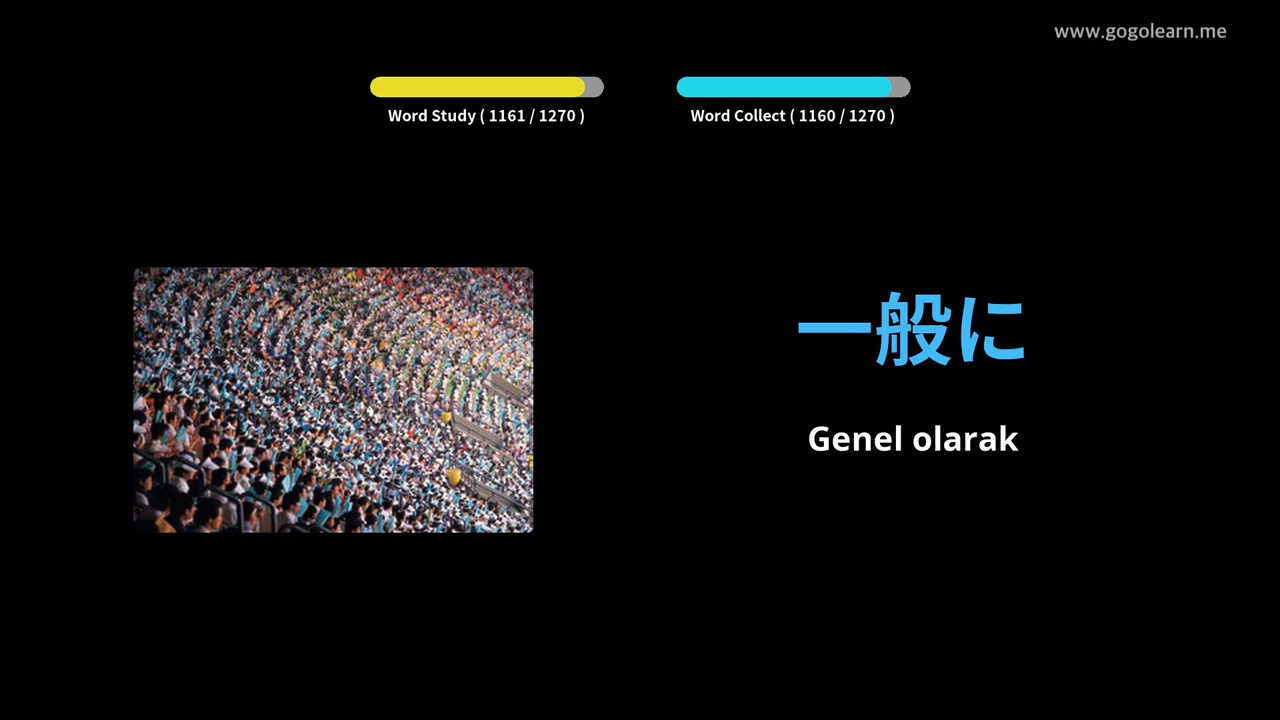 www.gogolearn.me
Word Study ( 1161 / 1270 )
Word Collect ( 1160 / 1270 )
一般に
Genel olarak